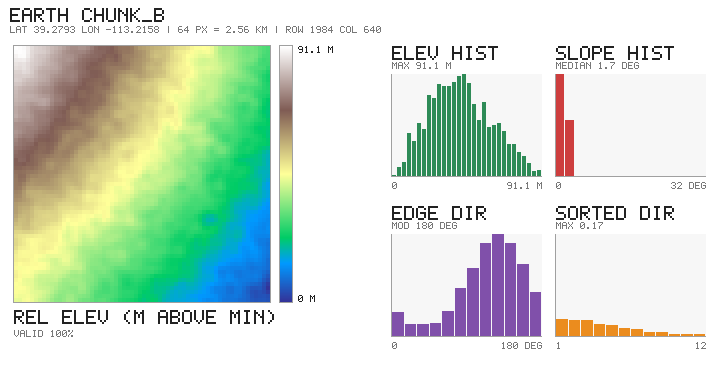 EARTH CHUNK_B
LAT 39.2793 LON -113.2158 | 64 PX = 2.56 KM | ROW 1984 COL 640
91.1 M
0 M
REL ELEV (M ABOVE MIN)
VALID 100%
ELEV HIST
MAX 91.1 M
0 91.1 M
SLOPE HIST
MEDIAN 1.7 DEG
0 32 DEG
EDGE DIR
MOD 180 DEG
0 180 DEG
SORTED DIR
MAX 0.17
1 12